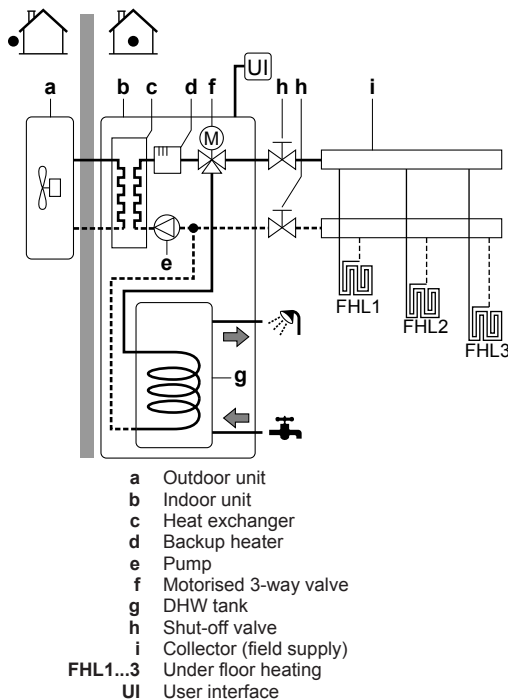 UI
a b c d f h h i
M
e
FHL1
FHL2
FHL3
g
a Outdoor unit
b Indoor unit
c Heat exchanger
d Backup heater
e Pump
f Motorised 3-way valve
g DHW tank
h Shut-off valve
i Collector (field supply)
FHL1...3 Under floor heating
UI User interface